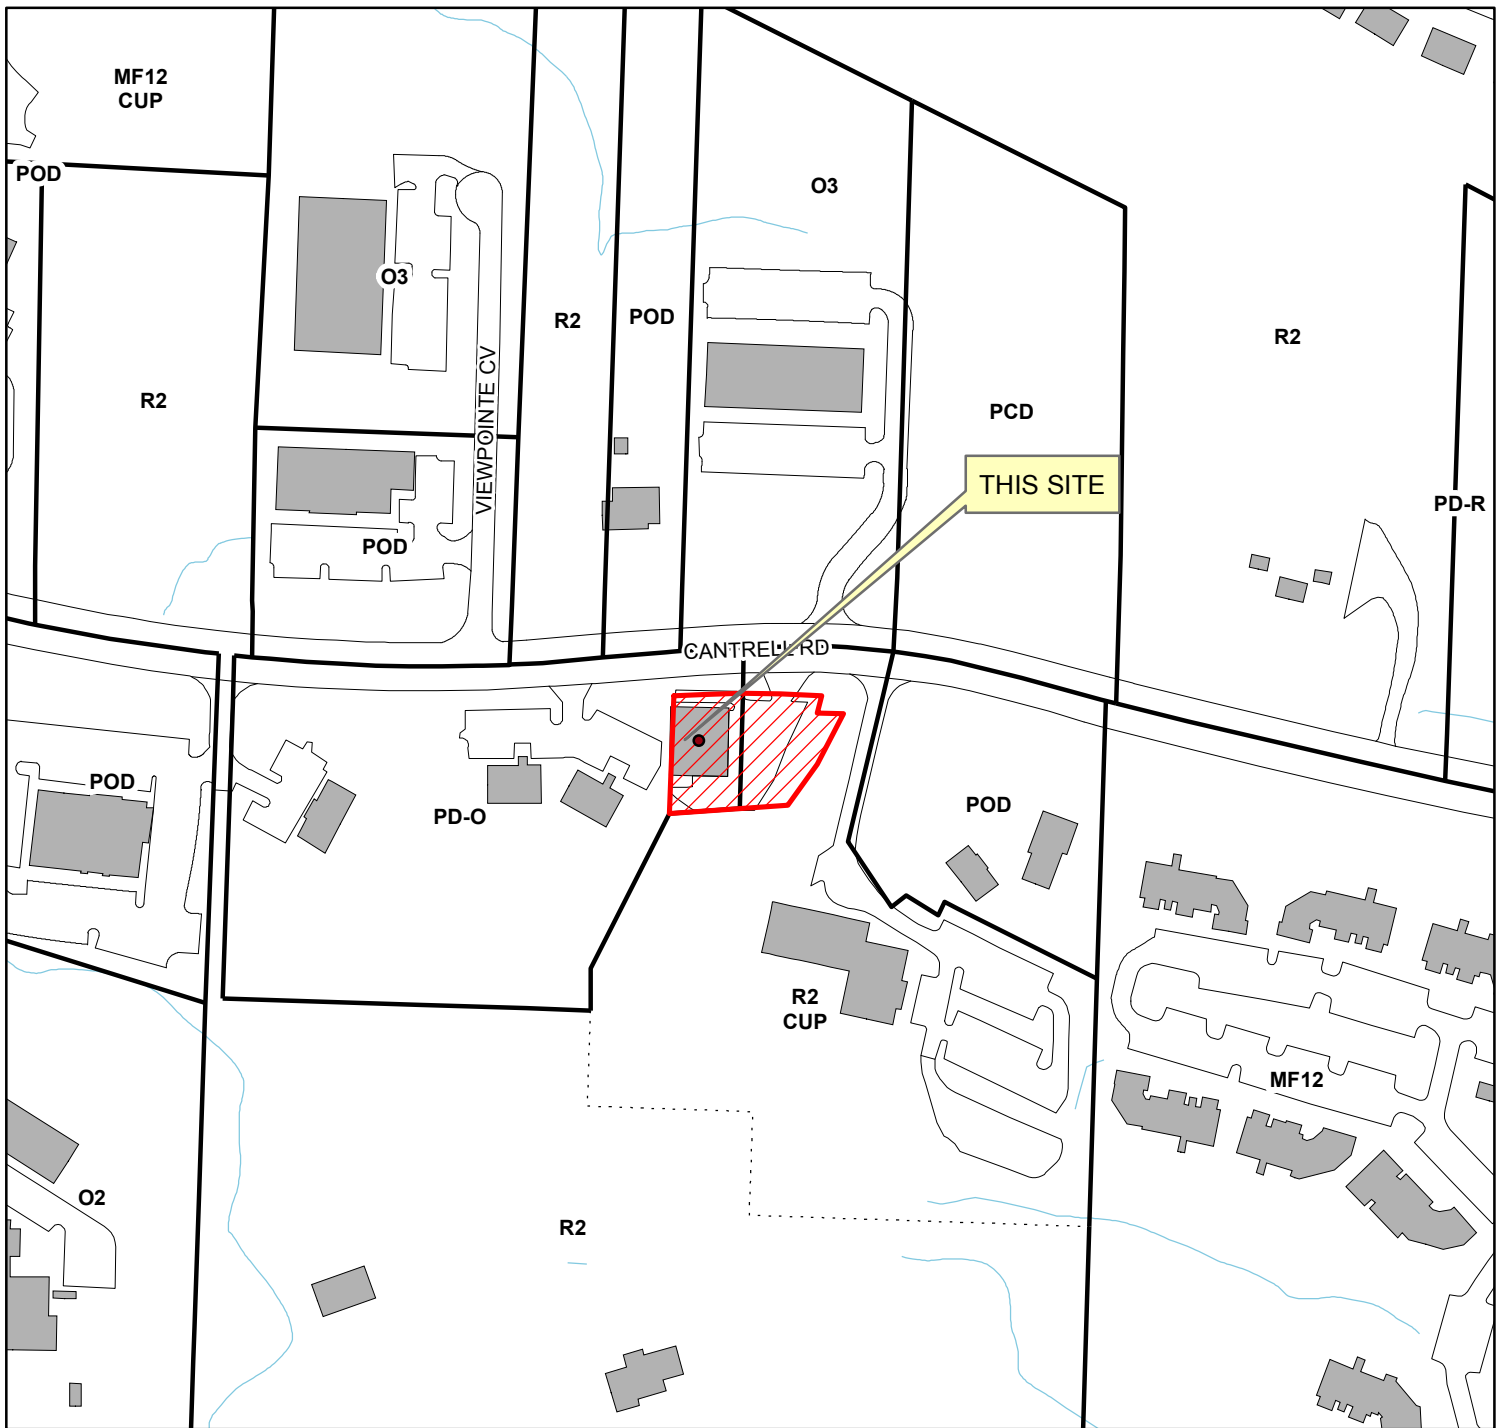 MF12
CUP
POD
O3
O3
R2
POD
R2
R2
PCD
THIS SITE
PD-R
VIEWPOINTE CV
POD
CANTRELL RD
POD
PD-O
POD
R2
CUP
MF12
O2
R2